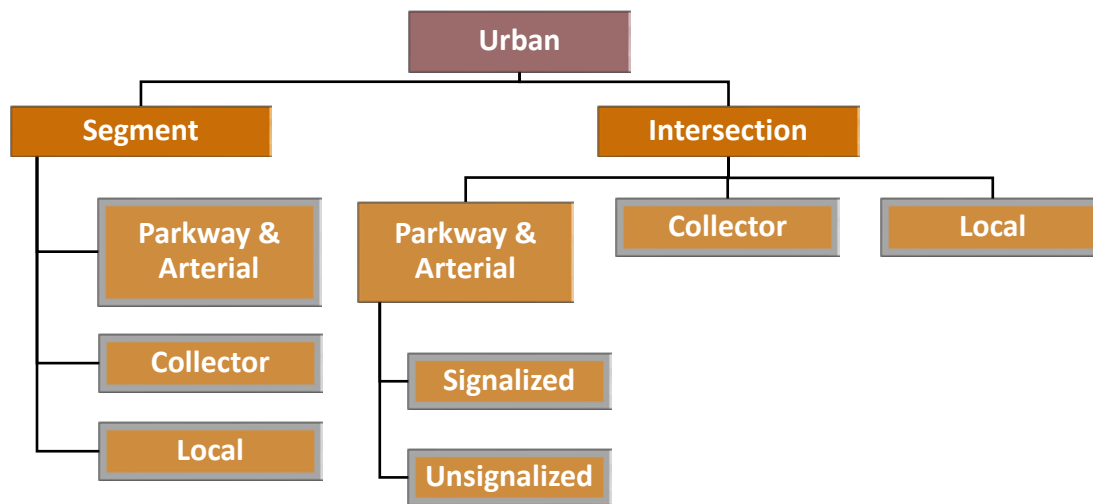 Urban
Segment
Intersection
Parkway &
Arterial
Collector
Local
Parkway &
Arterial
Signalized
Unsignalized
Collector
Local